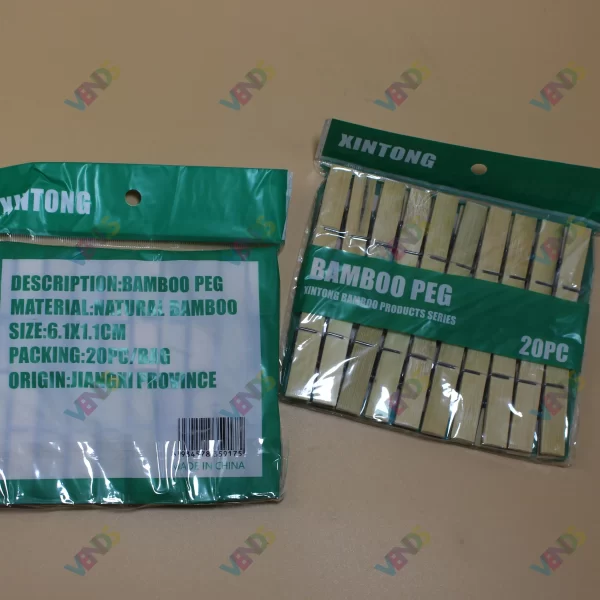 XINTONG
DESCRIPTION:BAMBOO PEG
MATERIAL:NATURAL BAMBOO
SIZE:6.1X1.1CM
PACKING:20PC/BAG
ORIGIN:JIANGXI PROVINCE
MADE IN CHINA
XINTONG
BAMBOO PEG
XINTONG BAMBOO PRODUCTS SERIES
20PC
VENDS